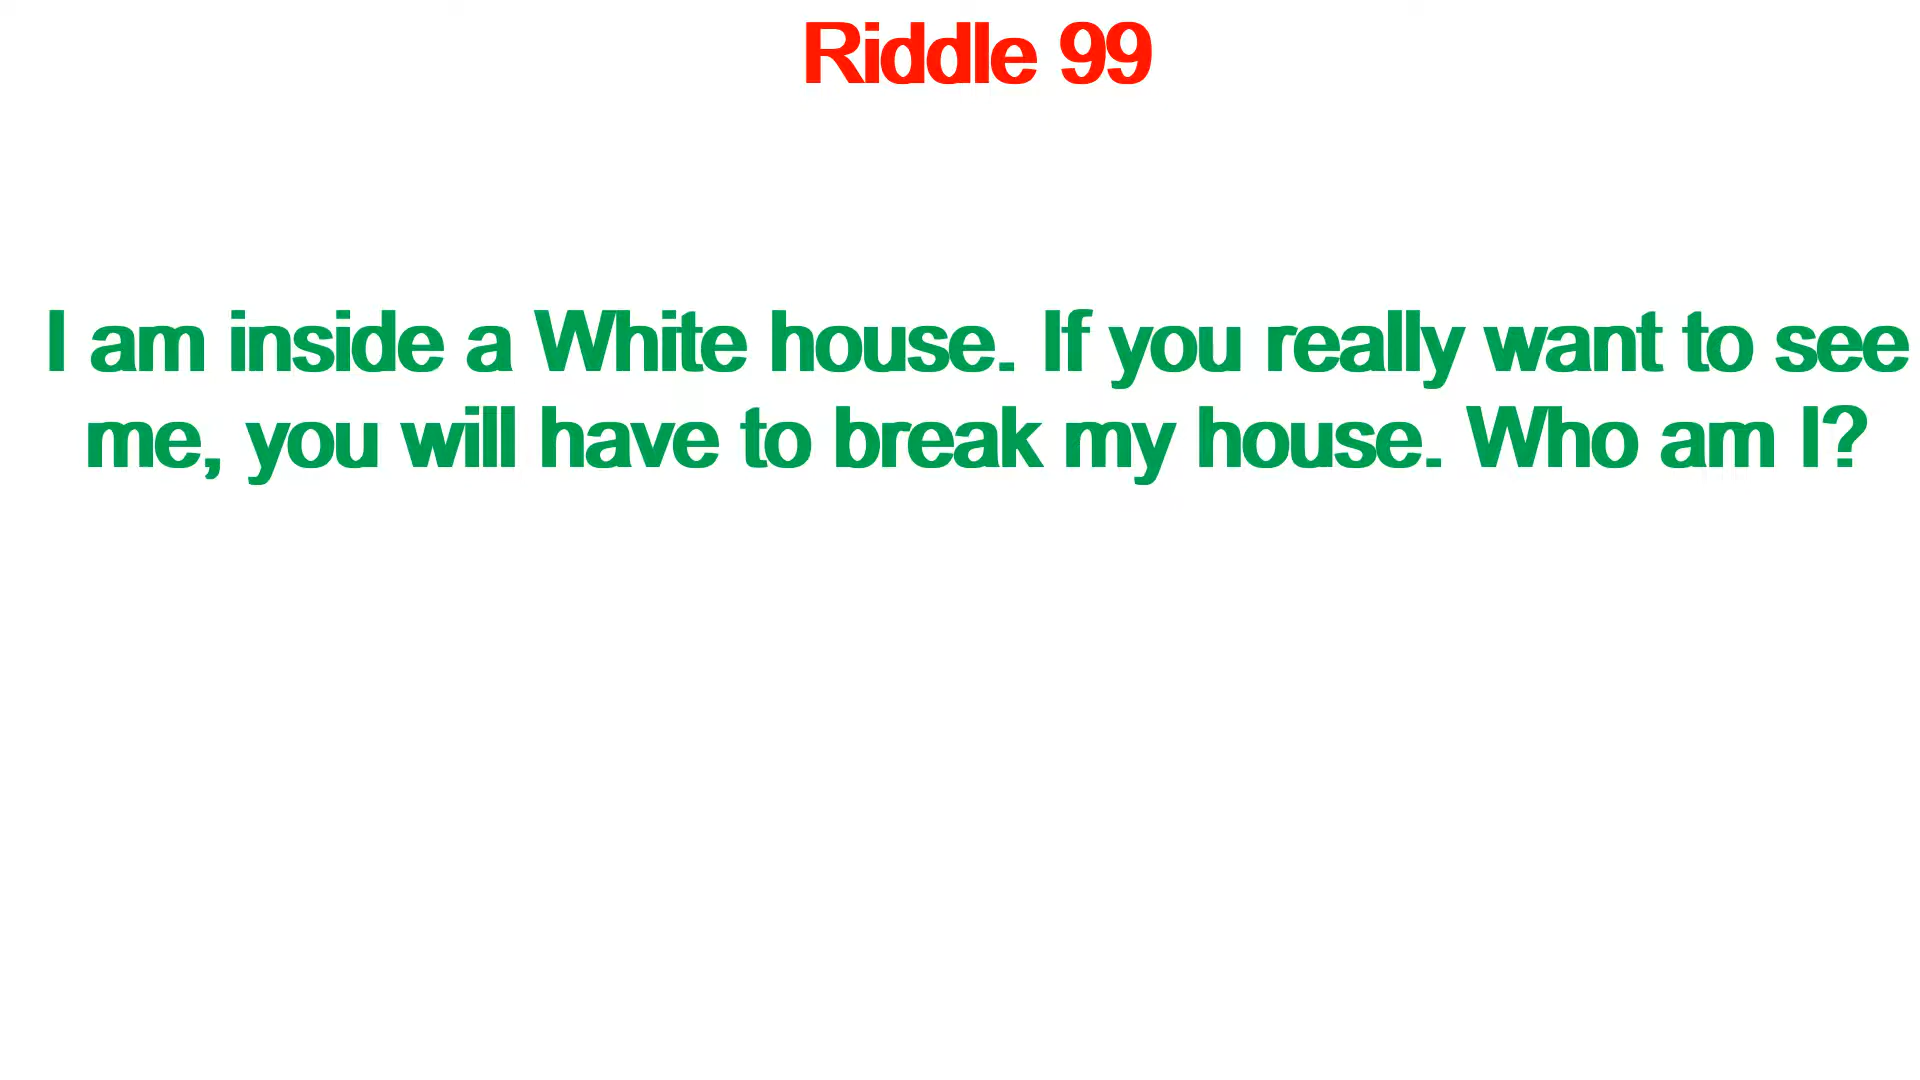 Riddle 99
I am inside a White house. If you really want to see
me, you will have to break my house. Who am I?